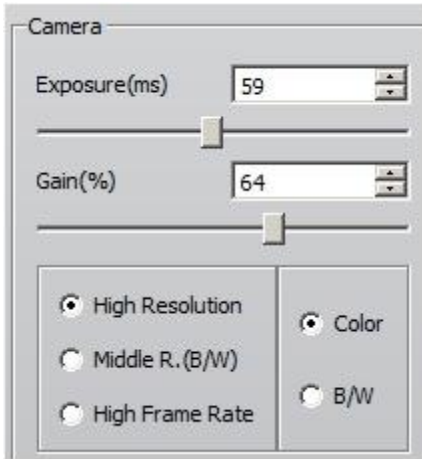 Camera
Exposure(ms) 59
Gain(%) 64
High Resolution
Color
Middle R.(B/W)
B/W
High Frame Rate